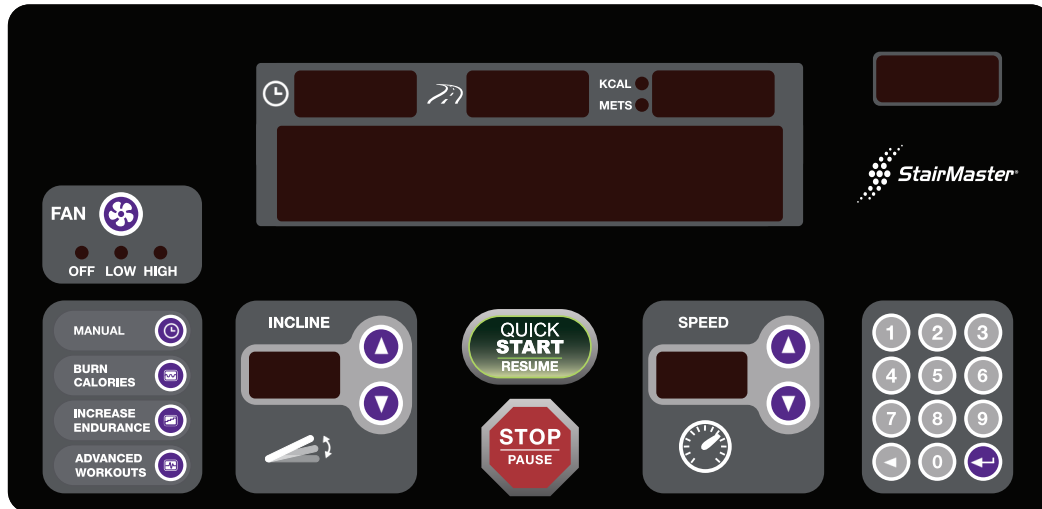 KCAL
METS
StairMaster®
FAN
OFF LOW HIGH
MANUAL
BURN
CALORIES
INCREASE
ENDURANCE
ADVANCED
WORKOUTS
INCLINE
QUICK
START
RESUME
STOP
PAUSE
SPEED
1 2 3
4 5 6
7 8 9
0